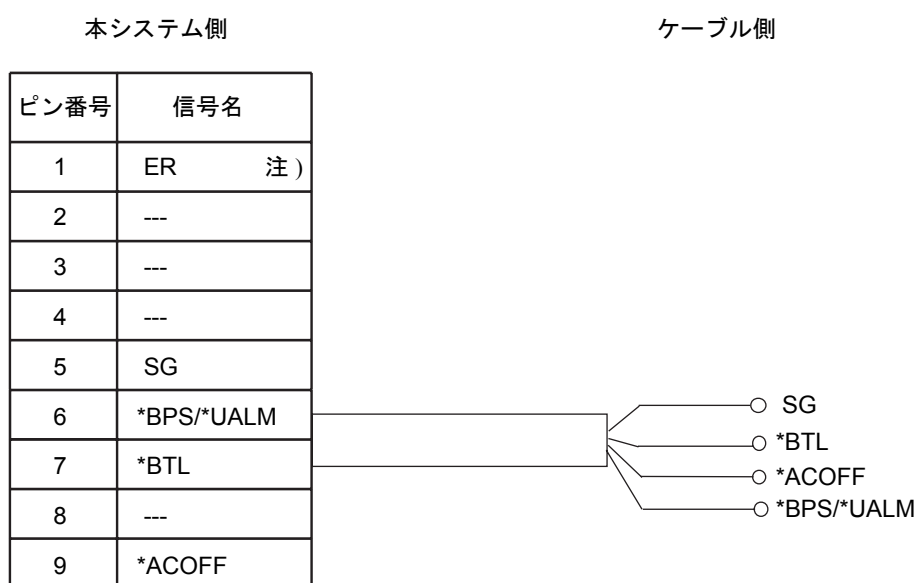 本システム側
ケーブル側
ピン番号 信号名
1 ER 注)
2 ---
3 ---
4 ---
5 SG
6 *BPS/*UALM
7 *BTL
8 ---
9 *ACOFF
SG
*BTL
*ACOFF
*BPS/*UALM